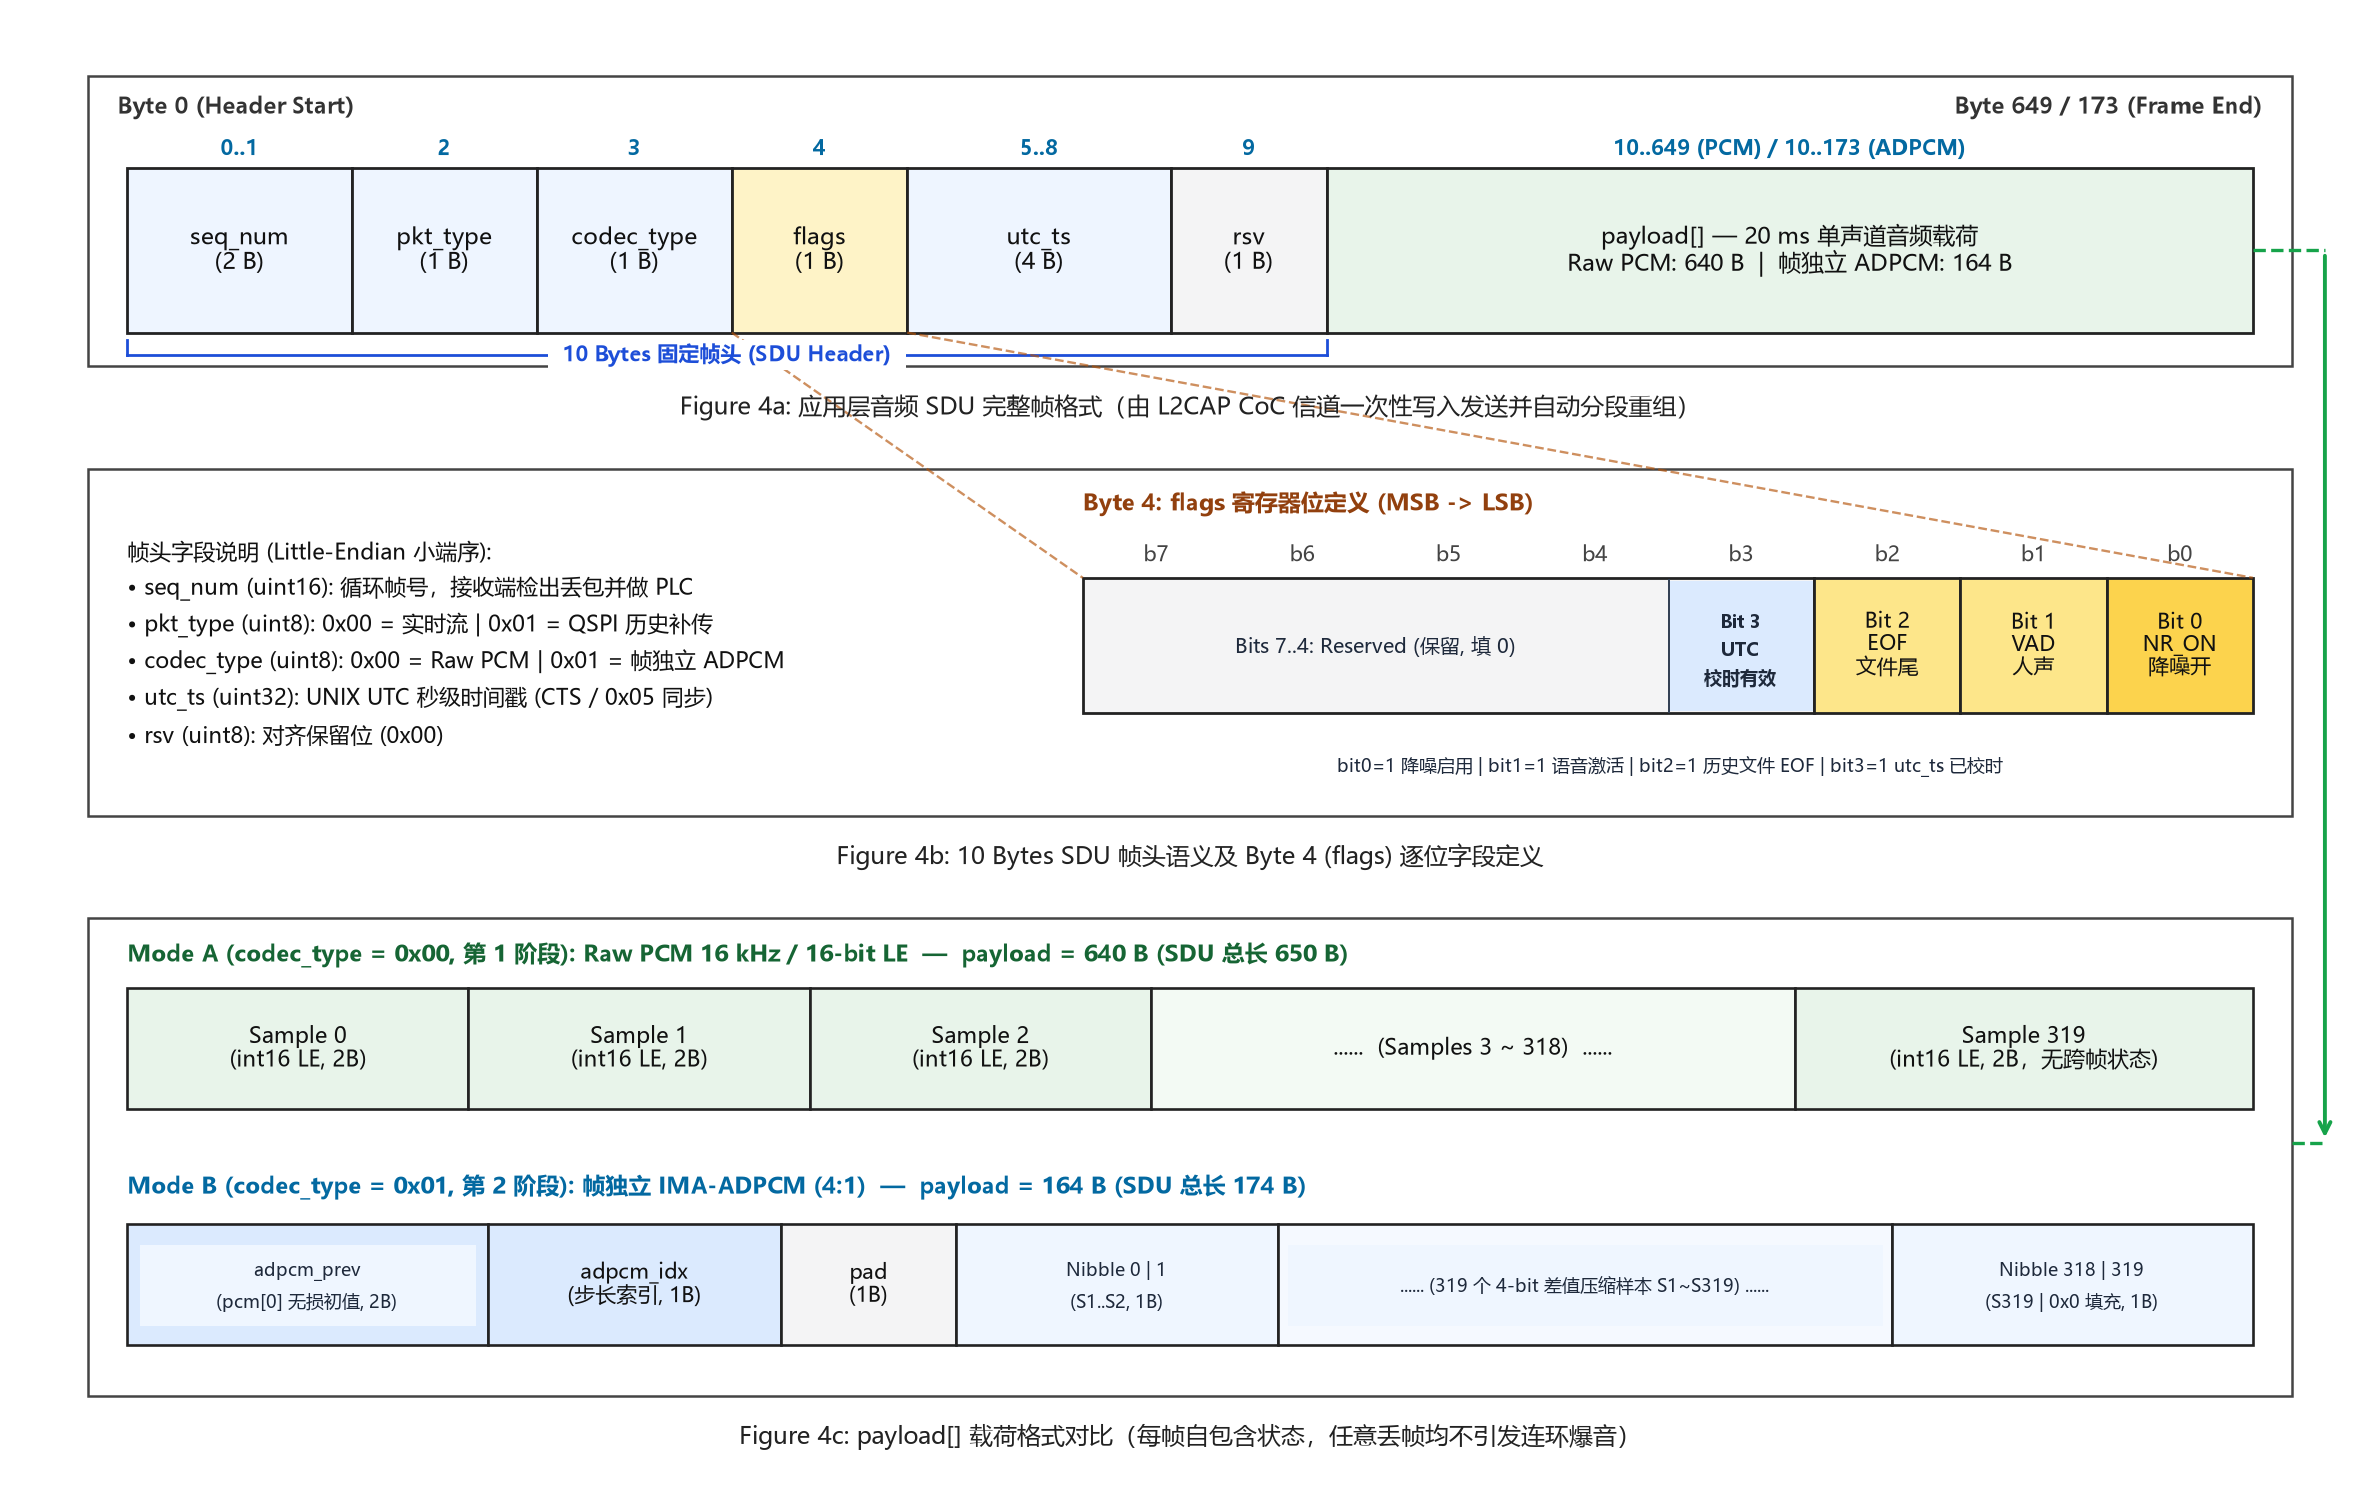 Byte 0 (Header Start)
Byte 649 / 173 (Frame End)
0..1
2
3
4
5..8
9
10..649 (PCM) / 10..173 (ADPCM)
seq_num
(2 B)
pkt_type
(1 B)
codec_type
(1 B)
flags
(1 B)
utc_ts
(4 B)
rsv
(1 B)
payload[] — 20 ms 单声道音频载荷
Raw PCM: 640 B | 帧独立 ADPCM: 164 B
10 Bytes 固定帧头 (SDU Header)
Figure 4a: 应用层音频 SDU 完整帧格式（由 L2CAP CoC 信道一次性写入发送并自动分段重组）
帧头字段说明 (Little-Endian 小端序):
• seq_num (uint16): 循环帧号，接收端检出丢包并做 PLC
• pkt_type (uint8): 0x00 = 实时流 | 0x01 = QSPI 历史补传
• codec_type (uint8): 0x00 = Raw PCM | 0x01 = 帧独立 ADPCM
• utc_ts (uint32): UNIX UTC 秒级时间戳 (CTS / 0x05 同步)
• rsv (uint8): 对齐保留位 (0x00)
Byte 4: flags 寄存器位定义 (MSB -> LSB)
b7
b6
b5
b4
b3
b2
b1
b0
Bits 7..4: Reserved (保留, 填 0)
Bit 3
UTC
校时有效
Bit 2
EOF
文件尾
Bit 1
VAD
人声
Bit 0
NR_ON
降噪开
bit0=1 降噪启用 | bit1=1 语音激活 | bit2=1 历史文件 EOF | bit3=1 utc_ts 已校时
Figure 4b: 10 Bytes SDU 帧头语义及 Byte 4 (flags) 逐位字段定义
Mode A (codec_type = 0x00, 第 1 阶段): Raw PCM 16 kHz / 16-bit LE — payload = 640 B (SDU 总长 650 B)
Sample 0
(int16 LE, 2B)
Sample 1
(int16 LE, 2B)
Sample 2
(int16 LE, 2B)
...... (Samples 3 ~ 318) ......
Sample 319
(int16 LE, 2B，无跨帧状态)
Mode B (codec_type = 0x01, 第 2 阶段): 帧独立 IMA-ADPCM (4:1) — payload = 164 B (SDU 总长 174 B)
adpcm_prev
(pcm[0] 无损初值, 2B)
adpcm_idx
(步长索引, 1B)
pad
(1B)
Nibble 0 | 1
(S1..S2, 1B)
...... (319 个 4-bit 差值压缩样本 S1~S319) ......
Nibble 318 | 319
(S319 | 0x0 填充, 1B)
Figure 4c: payload[] 载荷格式对比（每帧自包含状态，任意丢帧均不引发连环爆音）